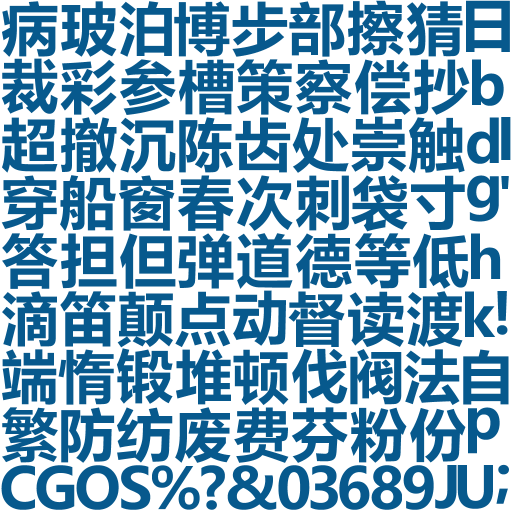 病玻泊博步部擦猜日
裁彩参槽策察偿抄b
超撤沉陈齿处崇触dl
穿船窗春次刺袋寸g'
答担但弹道德等低h
滴笛颠点动督读渡k!
端惰锻堆顿伐阀法自
繁防纺废费芬粉份p
CGOS%?&03689JU;